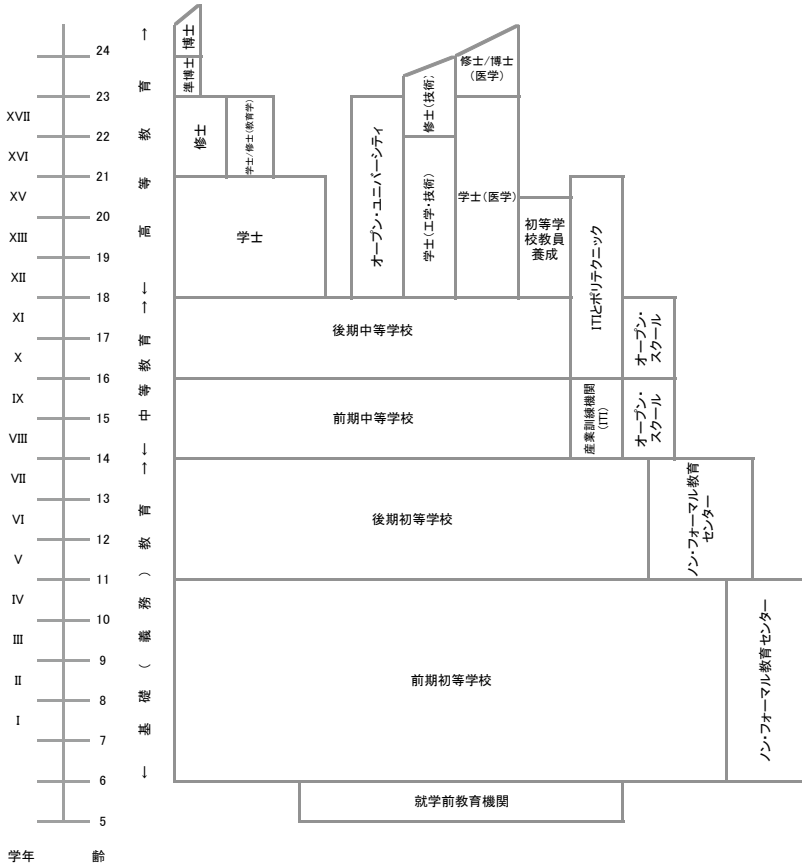 24
23
22
21
20
19
18
17
16
15
14
13
12
11
10
9
8
7
6
5
齢
XVII
XVI
XV
XIII
XII
XI
X
IX
VIII
VII
VI
V
IV
III
II
I
学年
← 基礎(義務)教育 →
← 中等教育 →
← 高等教育 →
博士
準博士
修士
学士/修士(教育学)
学士
オープン・ユニバーシティ
修士(技術)
学士(工学・技術)
修士/博士
(医学)
学士(医学)
初等学
校教員
養成
ITIとポリテクニック
後期中等学校
オープン・
スクール
前期中等学校
産業訓練機関
(ITI)
オープン・
スクール
後期初等学校
ノン・フォーマル教育
センター
前期初等学校
ノン・フォーマル教育センター
就学前教育機関